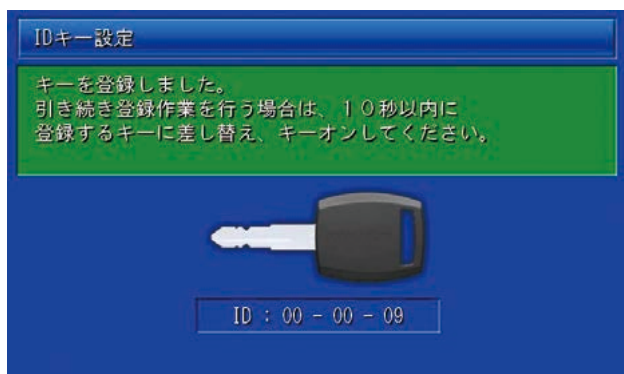 IDキー設定
キーを登録しました。
引き続き登録作業を行う場合は、１０秒以内に
登録するキーに差し替え、キーオンしてください。
ID : 00 - 00 - 09